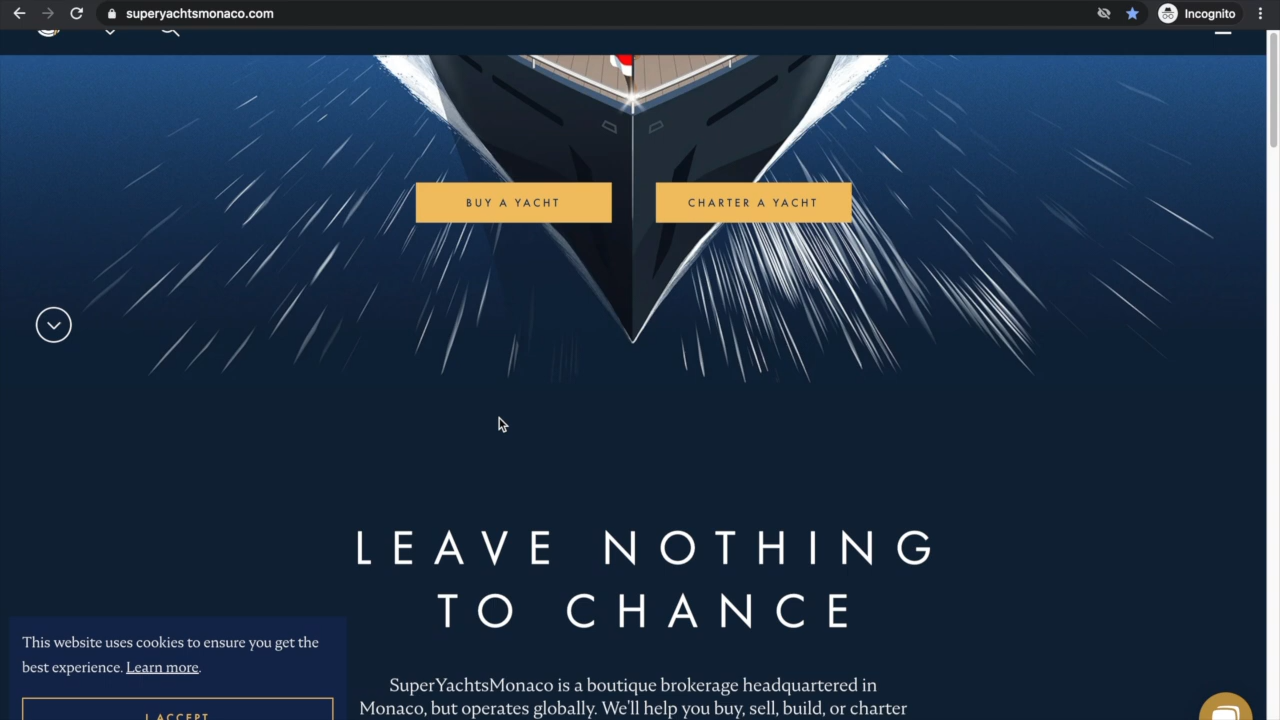 superyachtsmonaco.com
Incognito
BUY A YACHT
CHARTER A YACHT
LEAVE NOTHING
TO CHANCE
This website uses cookies to ensure you get the
best experience. Learn more.
I ACCEPT
SuperYachtsMonaco is a boutique brokerage headquartered in
Monaco, but operates globally. We'll help you buy, sell, build, or charter